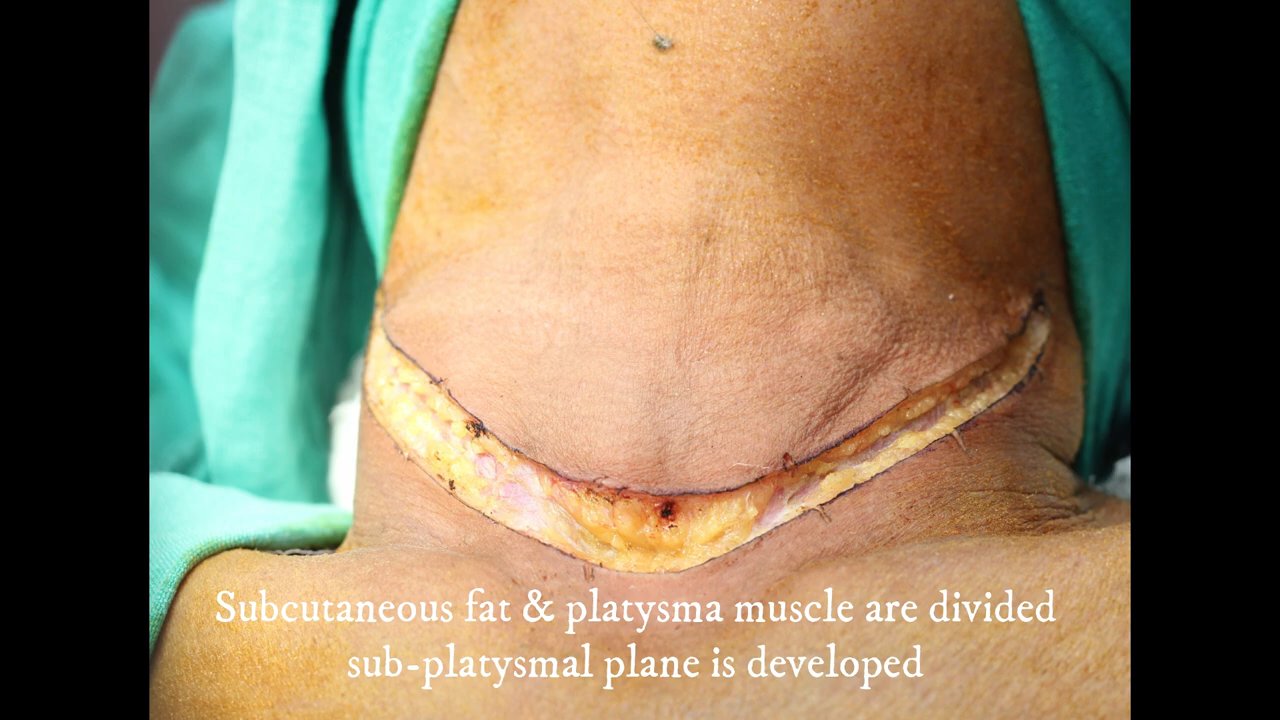 Subcutaneous fat & platysma muscle are divided
sub-platysmal plane is developed